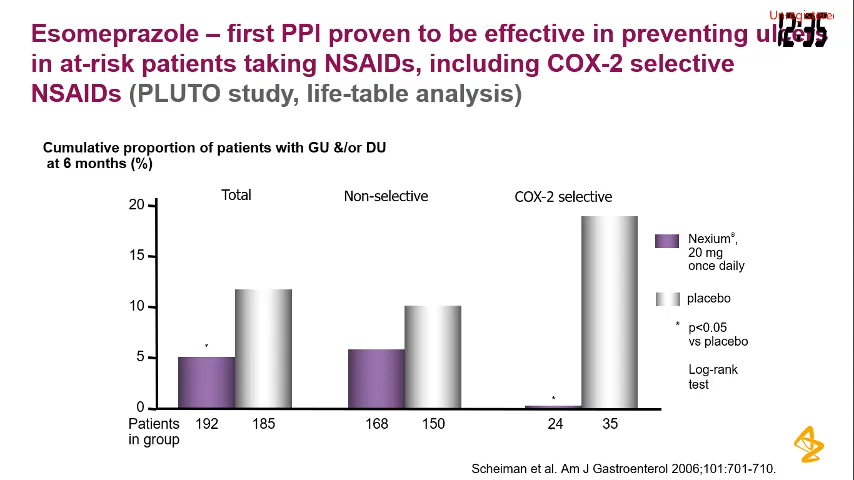 Unregistered
12:35
Esomeprazole – first PPI proven to be effective in preventing ulcers
in at-risk patients taking NSAIDs, including COX-2 selective
NSAIDs (PLUTO study, life-table analysis)
Cumulative proportion of patients with GU &/or DU
at 6 months (%)
Total
Non-selective
COX-2 selective
20
15
10
5
0
*
*
Nexium®,
20 mg
once daily
placebo
* p<0.05
vs placebo
Log-rank
test
Patients
in group
192
185
168
150
24
35
Scheiman et al. Am J Gastroenterol 2006;101:701-710.